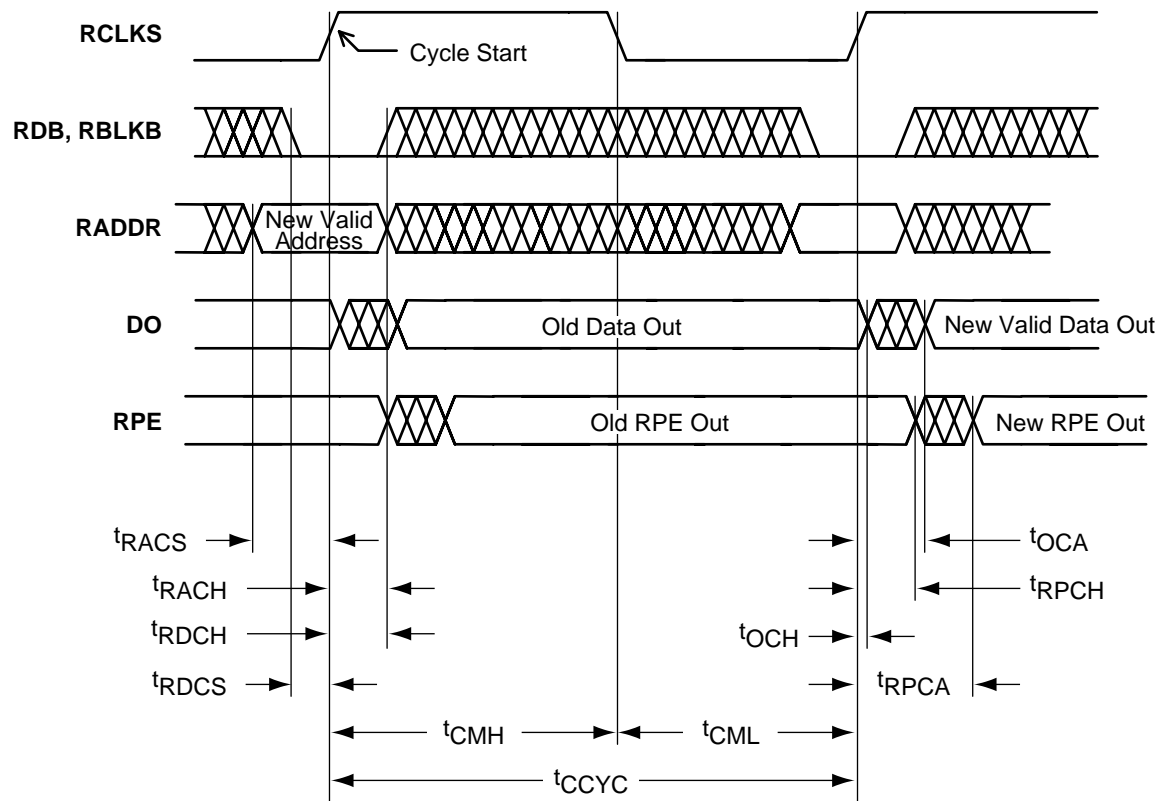 RCLKS
Cycle Start
RDB, RBLKB
RADDR
New Valid
Address
DO
Old Data Out
New Valid Data Out
RPE
Old RPE Out
New RPE Out
tRACS
tOCA
tRACH
tRPCH
tRDCH
tOCH
tRDCS
tRPCA
tCMH
tCML
tCCYC